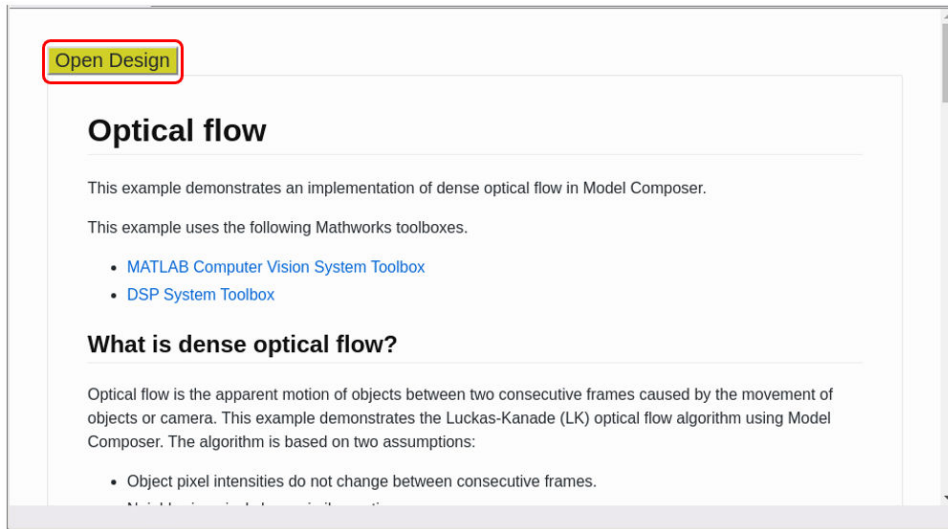 Open Design
Optical flow
This example demonstrates an implementation of dense optical flow in Model Composer.
This example uses the following Mathworks toolboxes.
• MATLAB Computer Vision System Toolbox
• DSP System Toolbox
What is dense optical flow?
Optical flow is the apparent motion of objects between two consecutive frames caused by the movement of
objects or camera. This example demonstrates the Luckas-Kanade (LK) optical flow algorithm using Model
Composer. The algorithm is based on two assumptions:
• Object pixel intensities do not change between consecutive frames.